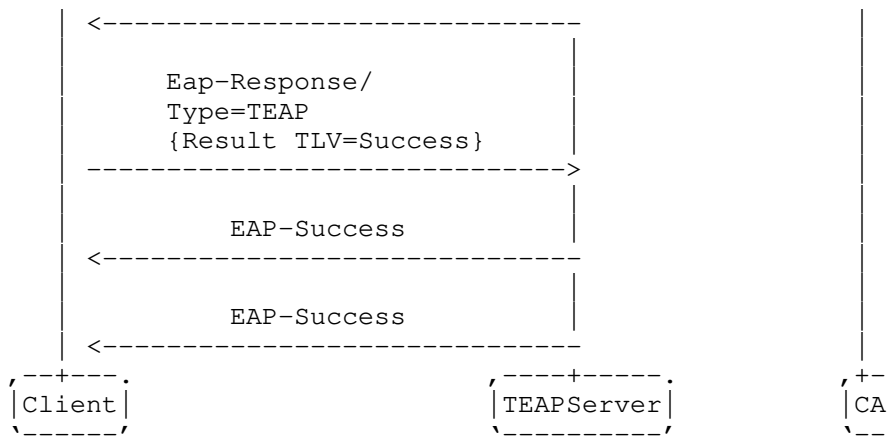 Eap-Response/
Type=TEAP
{Result TLV=Success}
EAP-Success
EAP-Success
Client TEAPServer CA